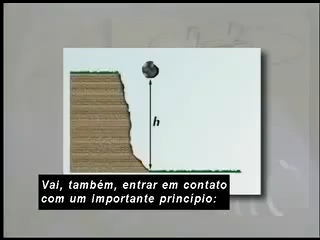 h
Vai, também, entrar em contato
com um importante princípio: